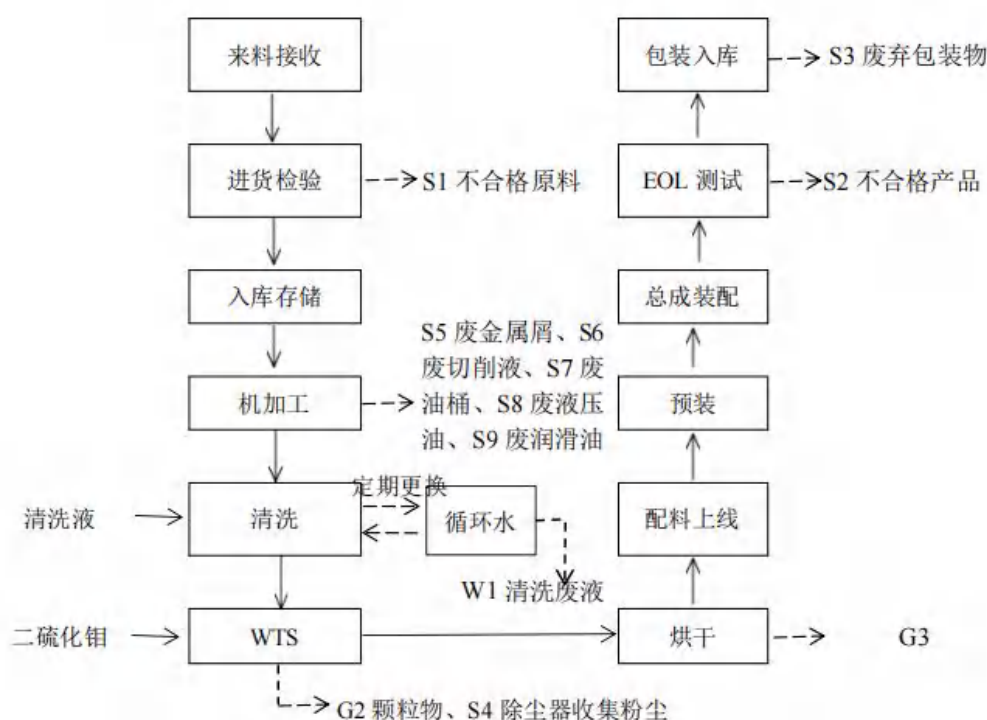 来料接收
包装入库
S3 废弃包装物
进货检验
S1 不合格原料
EOL 测试
S2 不合格产品
入库存储
总成装配
S5 废金属屑、S6
废切削液、S7 废
油桶、S8 废液压
油、S9 废润滑油
机加工
预装
定期更换
清洗液
清洗
循环水
配料上线
W1 清洗废液
二硫化钼
WTS
烘干
G3
G2 颗粒物、S4 除尘器收集粉尘